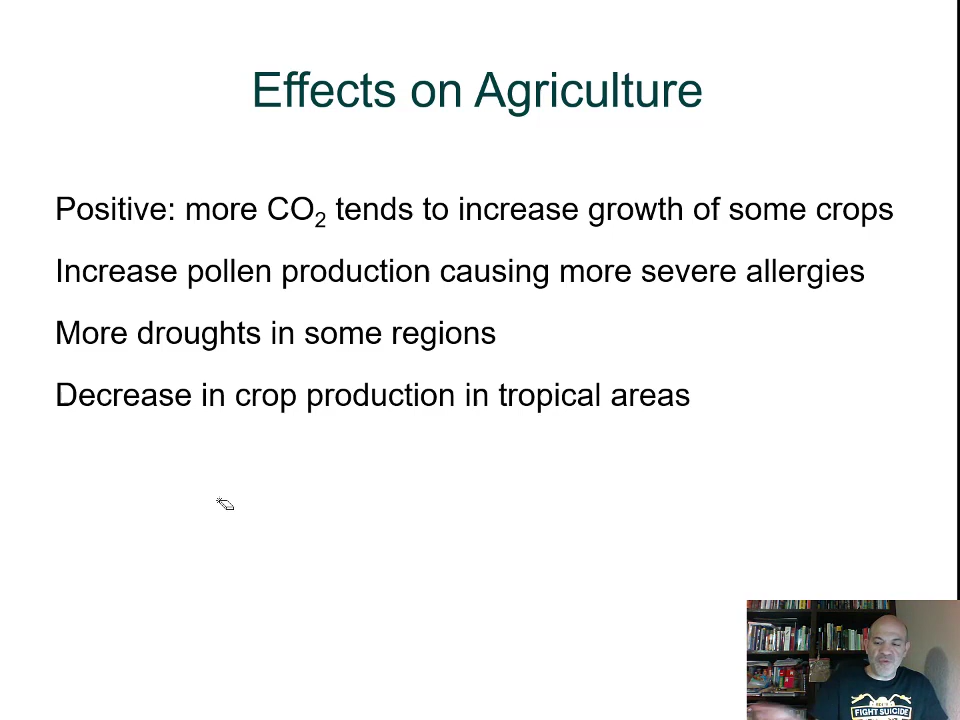 Effects on Agriculture
Positive: more CO₂ tends to increase growth of some crops
Increase pollen production causing more severe allergies
More droughts in some regions
Decrease in crop production in tropical areas
FIGHT SUICIDE